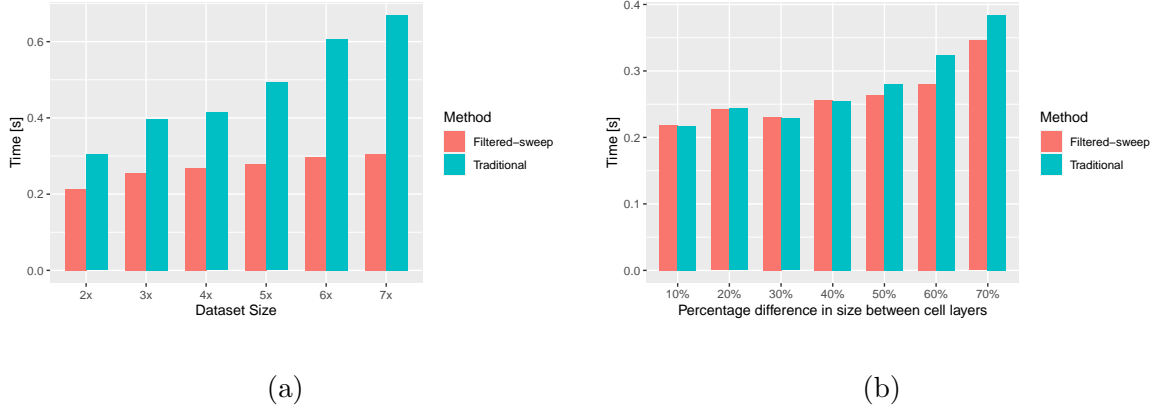 0.6
0.4
0.2
0.0
Time [s]
2x 3x 4x 5x 6x 7x
Dataset Size
Method
Filtered−sweep
Traditional
(a)
0.4
0.3
0.2
0.1
0.0
Time [s]
10% 20% 30% 40% 50% 60% 70%
Percentage difference in size between cell layers
Method
Filtered−sweep
Traditional
(b)